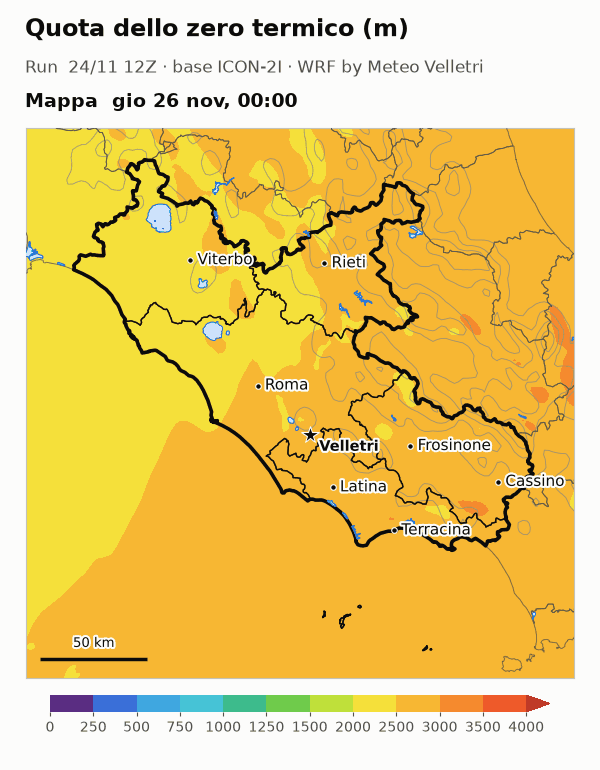 Quota dello zero termico (m)
Run  24/11 12Z · base ICON-2I · WRF by Meteo Velletri
Mappa  gio 26 nov, 00:00
Viterbo
Rieti
Roma
Velletri
Frosinone
Cassino
Latina
Terracina
50 km
0 250 500 750 1000 1250 1500 2000 2500 3000 3500 4000